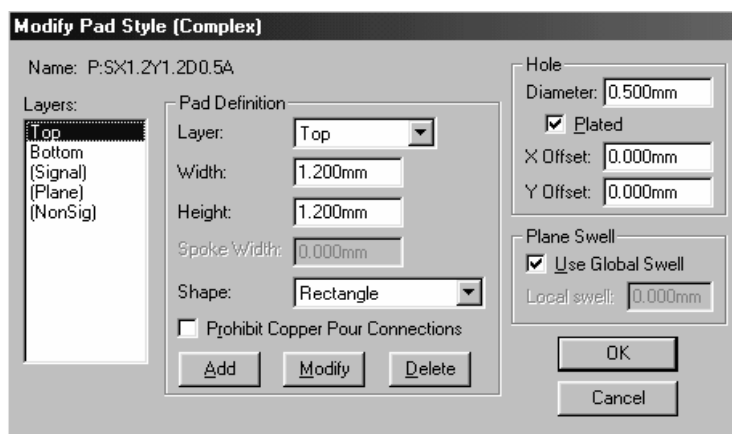 Modify Pad Style (Complex)
Name: P:SX1.2Y1.2D0.5A
Layers:
Top
Bottom
(Signal)
(Plane)
(NonSig)
Pad Definition
Layer: Top
Width: 1.200mm
Height: 1.200mm
Spoke Width: 0.000mm
Shape: Rectangle
Prohibit Copper Pour Connections
Add Modify Delete
Hole
Diameter: 0.500mm
Plated
X Offset: 0.000mm
Y Offset: 0.000mm
Plane Swell
Use Global Swell
Local swell: 0.000mm
OK
Cancel